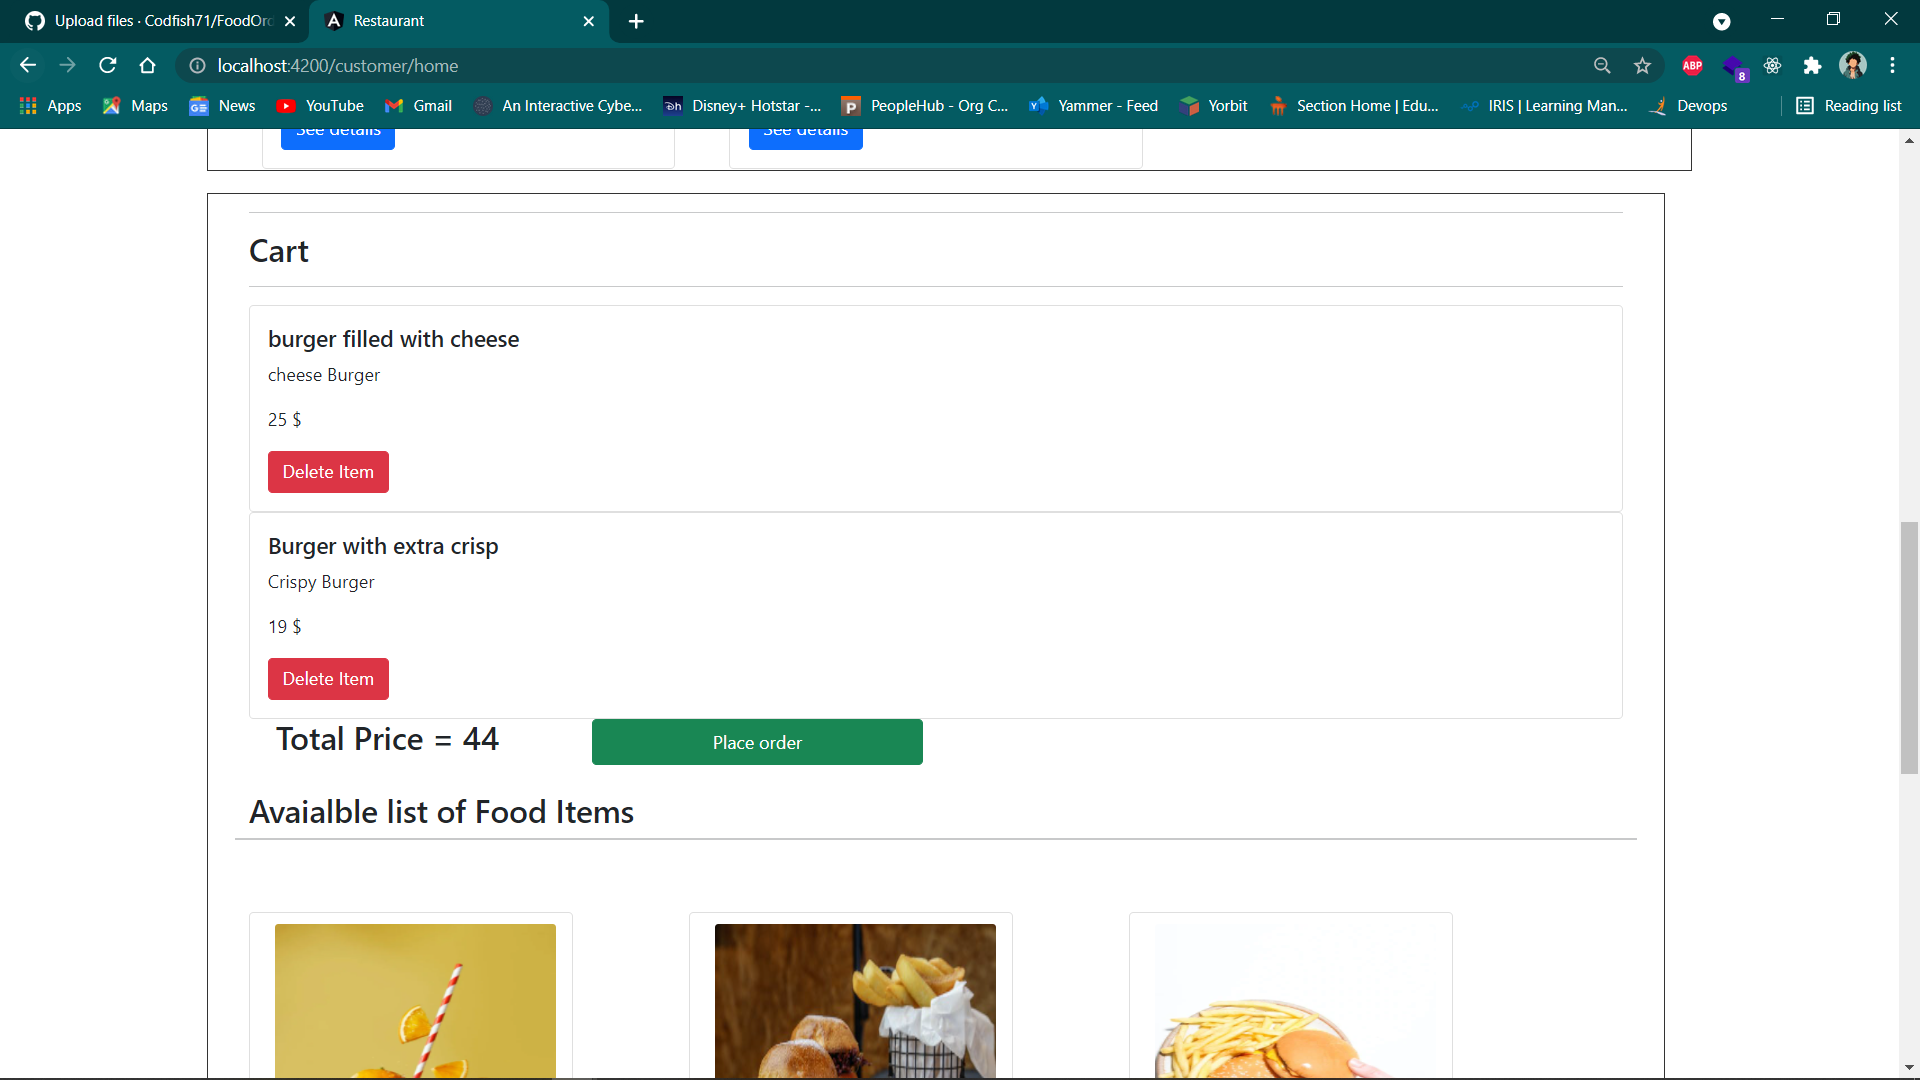 Upload files · Codfish71/FoodOrd
Restaurant
localhost:4200/customer/home
ABP
8
Apps
Maps
News
YouTube
Gmail
An Interactive Cybe...
Disney+ Hotstar -...
PeopleHub - Org C...
Yammer - Feed
Yorbit
Section Home | Edu...
IRIS | Learning Man...
Devops
Reading list
See details
See details
Cart
burger filled with cheese
cheese Burger
25 $
Delete Item
Burger with extra crisp
Crispy Burger
19 $
Delete Item
Total Price = 44
Place order
Avaialble list of Food Items